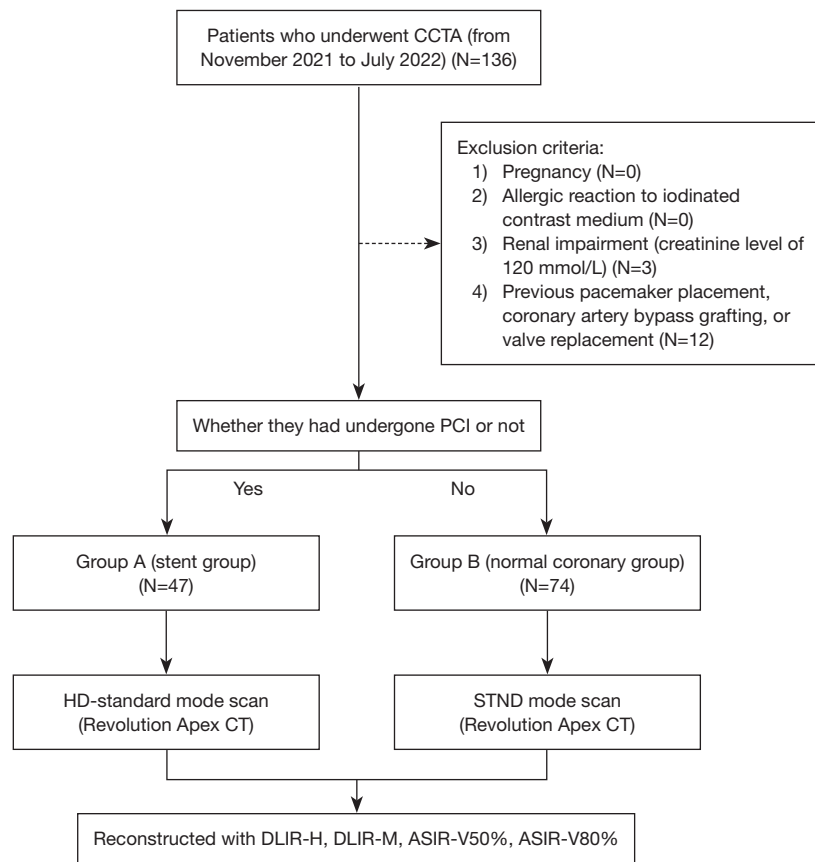 Patients who underwent CCTA (from
November 2021 to July 2022) (N=136)
Exclusion criteria:
1) Pregnancy (N=0)
2) Allergic reaction to iodinated
contrast medium (N=0)
3) Renal impairment (creatinine level of
120 mmol/L) (N=3)
4) Previous pacemaker placement,
coronary artery bypass grafting, or
valve replacement (N=12)
Whether they had undergone PCI or not
Yes
No
Group A (stent group)
(N=47)
Group B (normal coronary group)
(N=74)
HD-standard mode scan
(Revolution Apex CT)
STND mode scan
(Revolution Apex CT)
Reconstructed with DLIR-H, DLIR-M, ASIR-V50%, ASIR-V80%